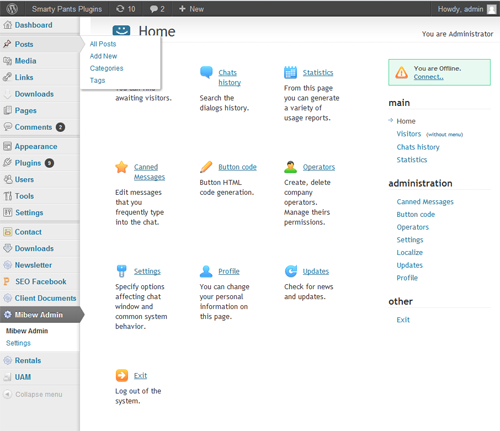 Smarty Pants Plugins
10
2
+ New
Howdy, admin
Dashboard
Posts
Media
Links
Downloads
Pages
Comments 2
Appearance
Plugins 9
Users
Tools
Settings
Contact
Downloads
Newsletter
SEO Facebook
Client Documents
Mibew Admin
Mibew Admin
Settings
Rentals
UAM
Collapse menu
All Posts
Add New
Categories
Tags
Home
You are Administrator
awaiting visitors.
Chats
history
Search the
dialogs history.
Statistics
From this page
you can generate
a variety of
usage reports.
Canned
Messages
Edit messages
that you
frequently type
into the chat.
Button code
Button HTML
code generation.
Operators
Create, delete
company
operators.
Manage theirs
permissions.
Settings
Specify options
affecting chat
window and
common system
behavior.
Profile
You can change
your personal
information on
this page.
Updates
Check for news
and updates.
Exit
Log out of the
system.
You are Offline.
Connect..
main
Home
Visitors (without menu)
Chats history
Statistics
administration
Canned Messages
Button code
Operators
Settings
Localize
Updates
Profile
other
Exit